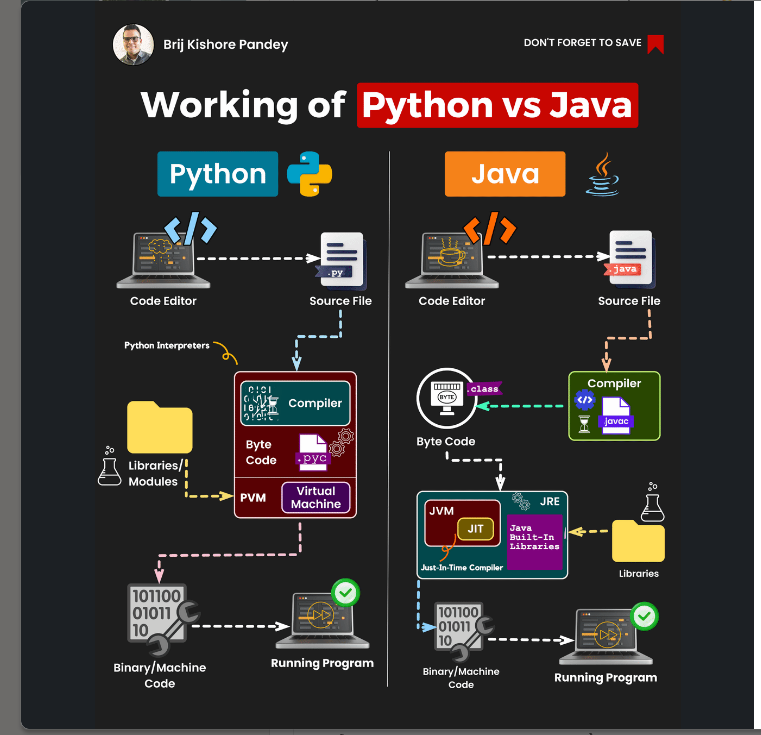 Brij Kishore Pandey
DON'T FORGET TO SAVE
Working of Python vs Java
Python
Java
</>
.py
Code Editor
Source File
</>
.java
Code Editor
Source File
Python Interpreters
Compiler
Byte
Code
.pyc
PVM
Virtual
Machine
Libraries/
Modules
101100
01011
10
Binary/Machine
Code
Running Program
Compiler
</>
javac
BYTE
.class
Byte Code
JRE
JVM
JIT
Java
Built-In
Libraries
Just-In-Time Compiler
Libraries
101100
01011
10
Binary/Machine
Code
Running Program